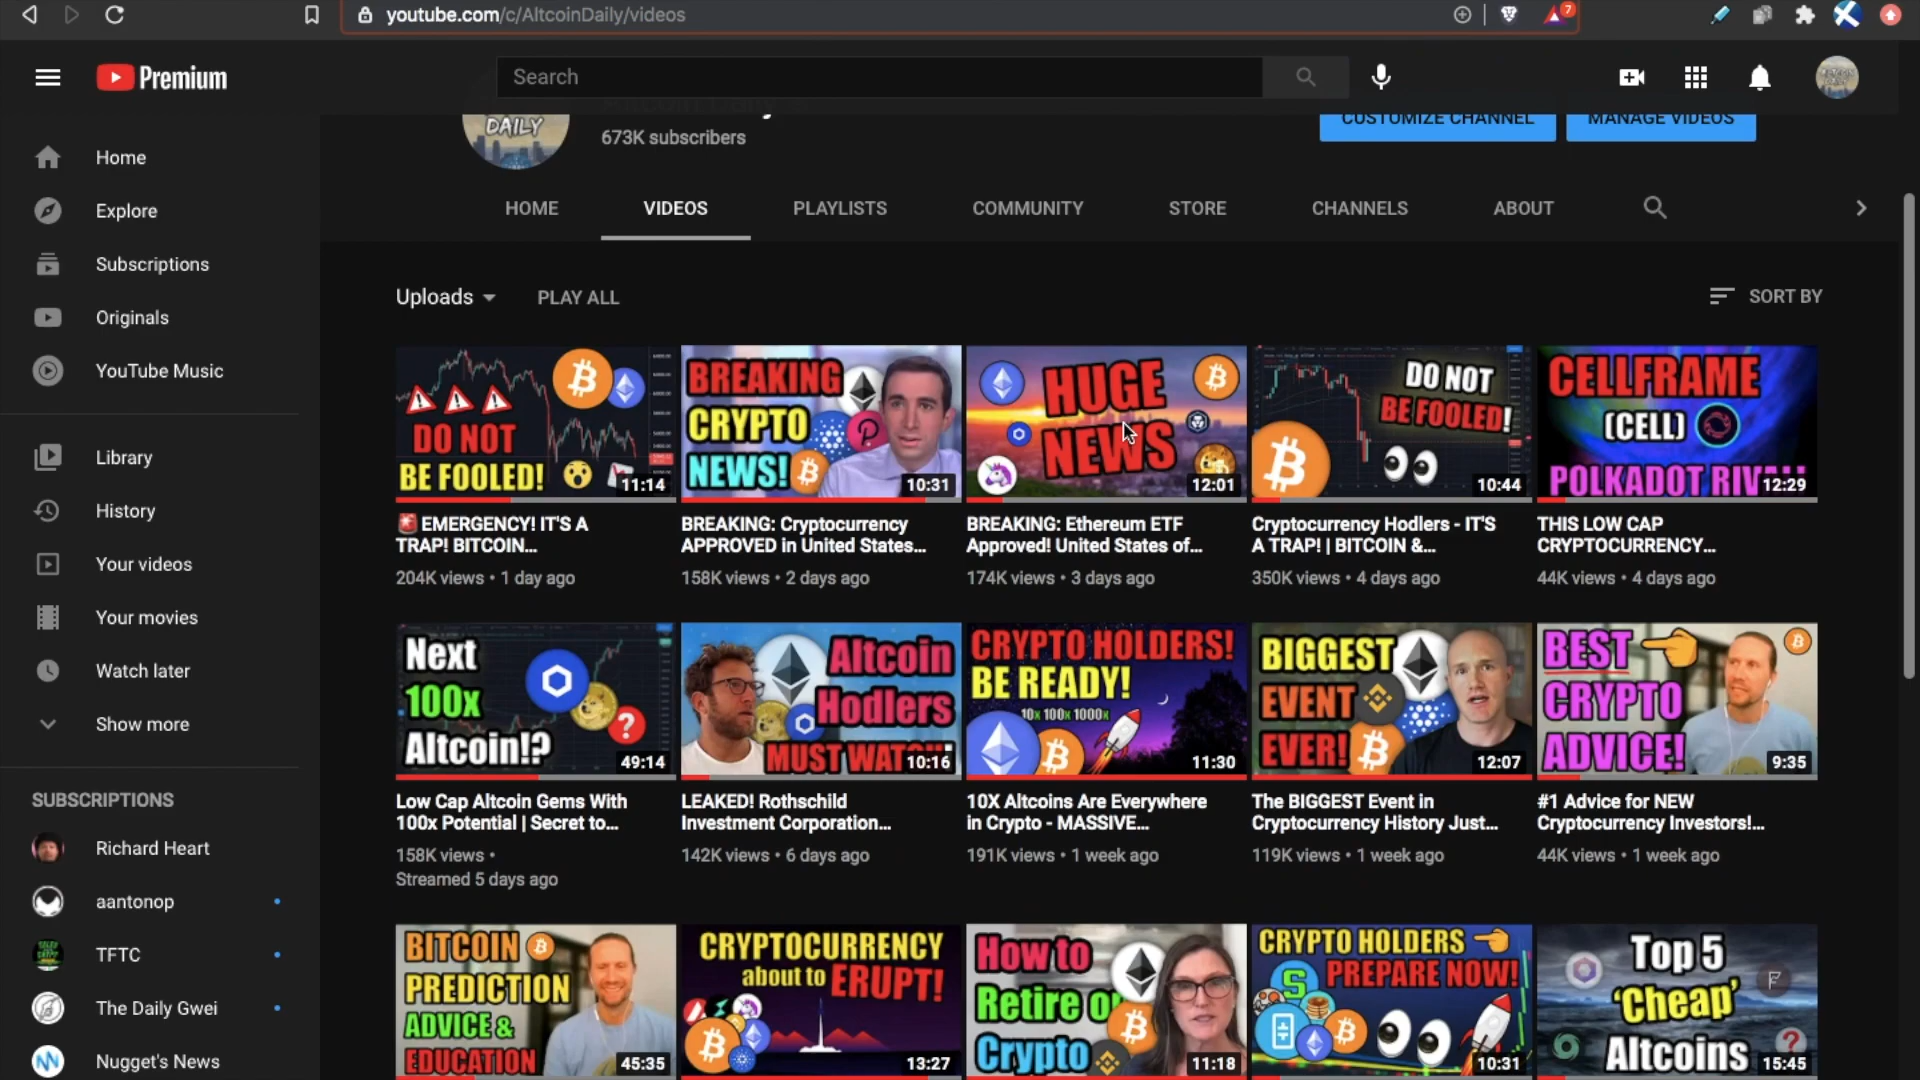 youtube.com/c/AltcoinDaily/videos
7
Premium
Search
DAILY
673K subscribers
CUSTOMIZE CHANNEL
MANAGE VIDEOS
Home
Explore
Subscriptions
Originals
YouTube Music
Library
History
Your videos
Your movies
Watch later
Show more
SUBSCRIPTIONS
Richard Heart
aantonop
TFTC
The Daily Gwei
Nugget's News
HOME
VIDEOS
PLAYLISTS
COMMUNITY
STORE
CHANNELS
ABOUT
Uploads
PLAY ALL
SORT BY
DO NOT
BE FOOLED!
11:14
🚨 EMERGENCY! IT'S A
TRAP! BITCOIN...
204K views • 1 day ago
BREAKING
CRYPTO
NEWS!
10:31
BREAKING: Cryptocurrency
APPROVED in United States...
158K views • 2 days ago
HUGE
NEWS
12:01
BREAKING: Ethereum ETF
Approved! United States of...
174K views • 3 days ago
DO NOT
BE FOOLED!
10:44
Cryptocurrency Hodlers - IT'S
A TRAP! | BITCOIN &...
350K views • 4 days ago
CELLFRAME
(CELL)
POLKADOT
12:29
THIS LOW CAP
CRYPTOCURRENCY...
44K views • 4 days ago
Next
100x
Altcoin!?
?
49:14
Low Cap Altcoin Gems With
100x Potential | Secret to...
158K views •
Streamed 5 days ago
Altcoin
Hodlers
MUST
10:16
LEAKED! Rothschild
Investment Corporation...
142K views • 6 days ago
CRYPTO HOLDERS!
BE READY!
10x 100x 1000x
11:30
10X Altcoins Are Everywhere
in Crypto - MASSIVE...
191K views • 1 week ago
BIGGEST
EVENT
EVER!
12:07
The BIGGEST Event in
Cryptocurrency History Just...
119K views • 1 week ago
BEST
CRYPTO
ADVICE!
9:35
#1 Advice for NEW
Cryptocurrency Investors!...
44K views • 1 week ago
BITCOIN
PREDICTION
ADVICE &
EDUCATION
45:35
CRYPTOCURRENCY
about to ERUPT!
13:27
How to
Retire
Crypto
11:18
CRYPTO HOLDERS
PREPARE NOW!
10:31
Top 5
'Cheap'
Altcoins
?
15:45